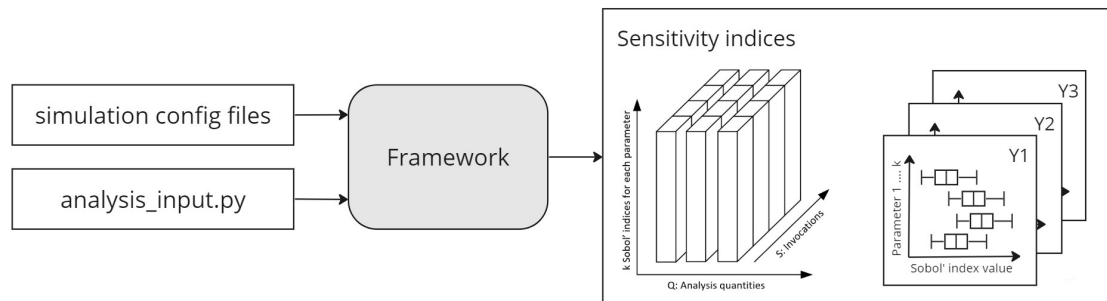 simulation config files
analysis_input.py
Framework
Sensitivity indices
k Sobol' indices for each parameter
Q: Analysis quantities
S: Invocations
Y3
Y2
Y1
Parameter 1 .... k
Sobol' index value